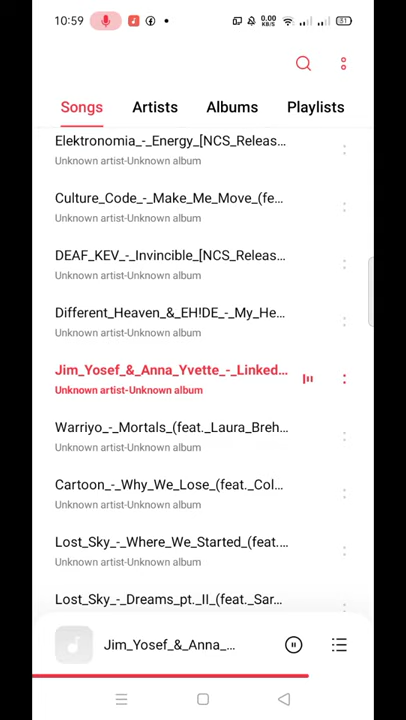 10:59
0.00
KB/S
51
Songs
Artists
Albums
Playlists
Elektronomia_-_Energy_[NCS_Releas...
Unknown artist-Unknown album
Culture_Code_-_Make_Me_Move_(fe...
Unknown artist-Unknown album
DEAF_KEV_-_Invincible_[NCS_Releas...
Unknown artist-Unknown album
Different_Heaven_&_EH!DE_-_My_He...
Unknown artist-Unknown album
Jim_Yosef_&_Anna_Yvette_-_Linked...
Unknown artist-Unknown album
Warriyo_-_Mortals_(feat._Laura_Breh...
Unknown artist-Unknown album
Cartoon_-_Why_We_Lose_(feat._Col...
Unknown artist-Unknown album
Lost_Sky_-_Where_We_Started_(feat....
Unknown artist-Unknown album
Lost_Sky_-_Dreams_pt._II_(feat._Sar...
Jim_Yosef_&_Anna_...